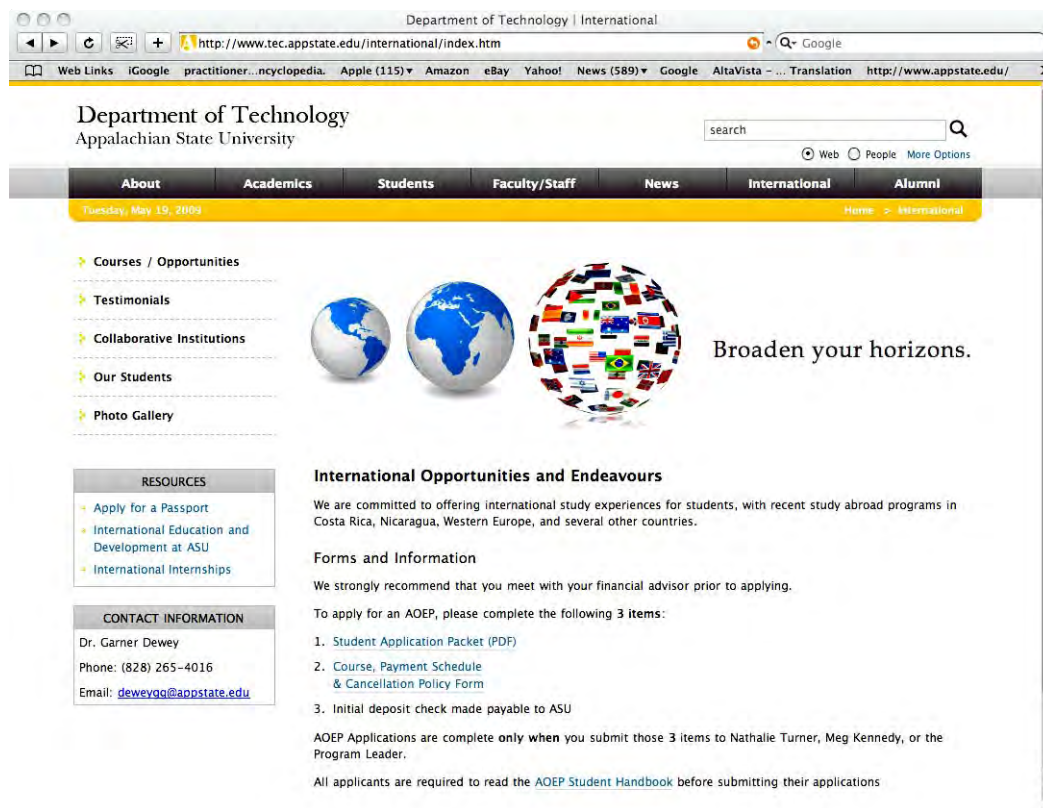 Department of Technology | International
http://www.tec.appstate.edu/international/index.htm
Google
Web Links iGoogle practitioner...ncyclopedia. Apple (115) Amazon eBay Yahoo! News (589) Google AltaVista - ... Translation http://www.appstate.edu/
Department of Technology
Appalachian State University
search
Web People More Options
About Academics Students Faculty/Staff News International Alumni
Tuesday, May 19, 2009 Home > International
Courses / Opportunities
Testimonials
Collaborative Institutions
Our Students
Photo Gallery
Broaden your horizons.
RESOURCES
Apply for a Passport
International Education and
Development at ASU
International Internships
CONTACT INFORMATION
Dr. Garner Dewey
Phone: (828) 265-4016
Email: deweygg@appstate.edu
International Opportunities and Endeavours
We are committed to offering international study experiences for students, with recent study abroad programs in
Costa Rica, Nicaragua, Western Europe, and several other countries.
Forms and Information
We strongly recommend that you meet with your financial advisor prior to applying.
To apply for an AOEP, please complete the following 3 items:
1. Student Application Packet (PDF)
2. Course, Payment Schedule
& Cancellation Policy Form
3. Initial deposit check made payable to ASU
AOEP Applications are complete only when you submit those 3 items to Nathalie Turner, Meg Kennedy, or the
Program Leader.
All applicants are required to read the AOEP Student Handbook before submitting their applications